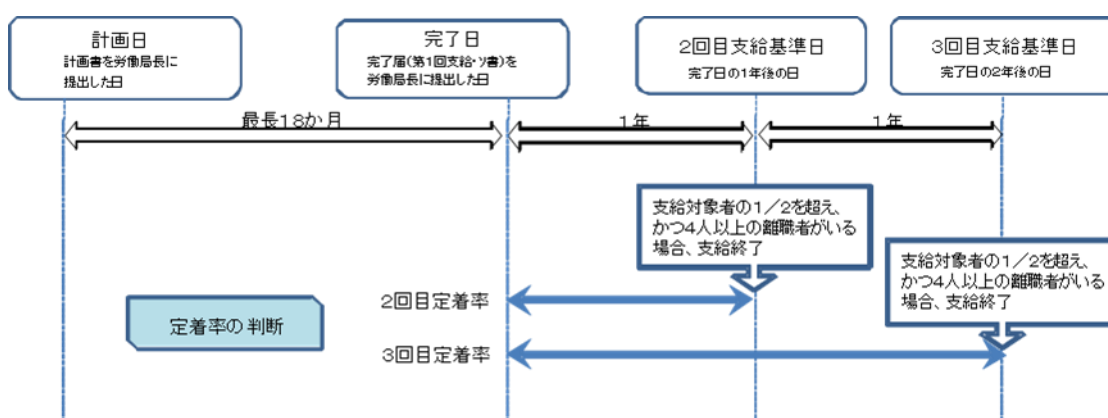 計画日
計画書を労働局長に
提出した日
完了日
完了届(第1回支給・ソ書)を
労働局長に提出した日
2回目支給基準日
完了日の1年後の日
3回目支給基準日
完了日の2年後の日
最長18か月
1年
1年
支給対象者の1/2を超え、
かつ4人以上の離職者がいる
場合、支給終了
支給対象者の1/2を超え、
かつ4人以上の離職者がいる
場合、支給終了
2回目定着率
定着率の判断
3回目定着率